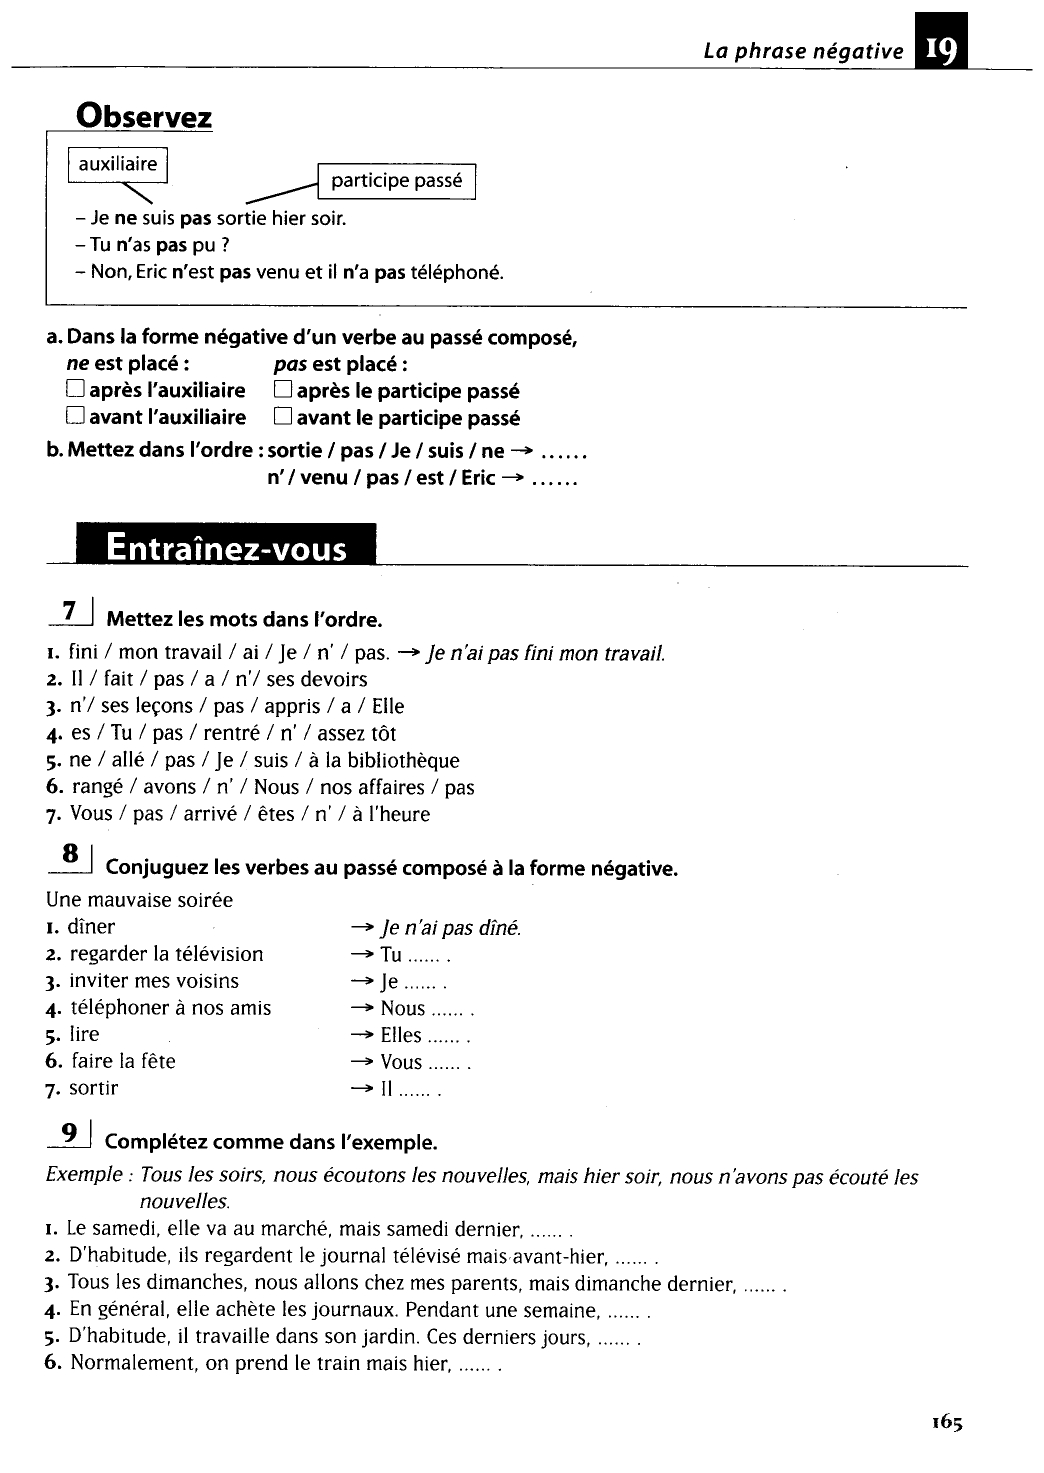 La phrase négative 19
Observez
auxiliaire
participe passé
– Je ne suis pas sortie hier soir.
– Tu n'as pas pu ?
– Non, Eric n'est pas venu et il n'a pas téléphoné.
a. Dans la forme négative d'un verbe au passé composé,
ne est placé : pas est placé :
☐ après l'auxiliaire ☐ après le participe passé
☐ avant l'auxiliaire ☐ avant le participe passé
b. Mettez dans l'ordre : sortie / pas / Je / suis / ne → ......
n' / venu / pas / est / Eric → ......
Entraînez-vous
7 Mettez les mots dans l'ordre.
1. fini / mon travail / ai / Je / n' / pas. → Je n'ai pas fini mon travail.
2. Il / fait / pas / a / n'/ ses devoirs
3. n'/ ses leçons / pas / appris / a / Elle
4. es / Tu / pas / rentré / n' / assez tôt
5. ne / allé / pas / Je / suis / à la bibliothèque
6. rangé / avons / n' / Nous / nos affaires / pas
7. Vous / pas / arrivé / êtes / n' / à l'heure
8 Conjuguez les verbes au passé composé à la forme négative.
Une mauvaise soirée
1. dîner → Je n'ai pas dîné.
2. regarder la télévision → Tu ...... .
3. inviter mes voisins → Je ...... .
4. téléphoner à nos amis → Nous ...... .
5. lire → Elles ...... .
6. faire la fête → Vous ...... .
7. sortir → Il ...... .
9 Complétez comme dans l'exemple.
Exemple : Tous les soirs, nous écoutons les nouvelles, mais hier soir, nous n'avons pas écouté les
nouvelles.
1. Le samedi, elle va au marché, mais samedi dernier, ...... .
2. D'habitude, ils regardent le journal télévisé mais avant-hier, ...... .
3. Tous les dimanches, nous allons chez mes parents, mais dimanche dernier, ...... .
4. En général, elle achète les journaux. Pendant une semaine, ...... .
5. D'habitude, il travaille dans son jardin. Ces derniers jours, ...... .
6. Normalement, on prend le train mais hier, ...... .
165